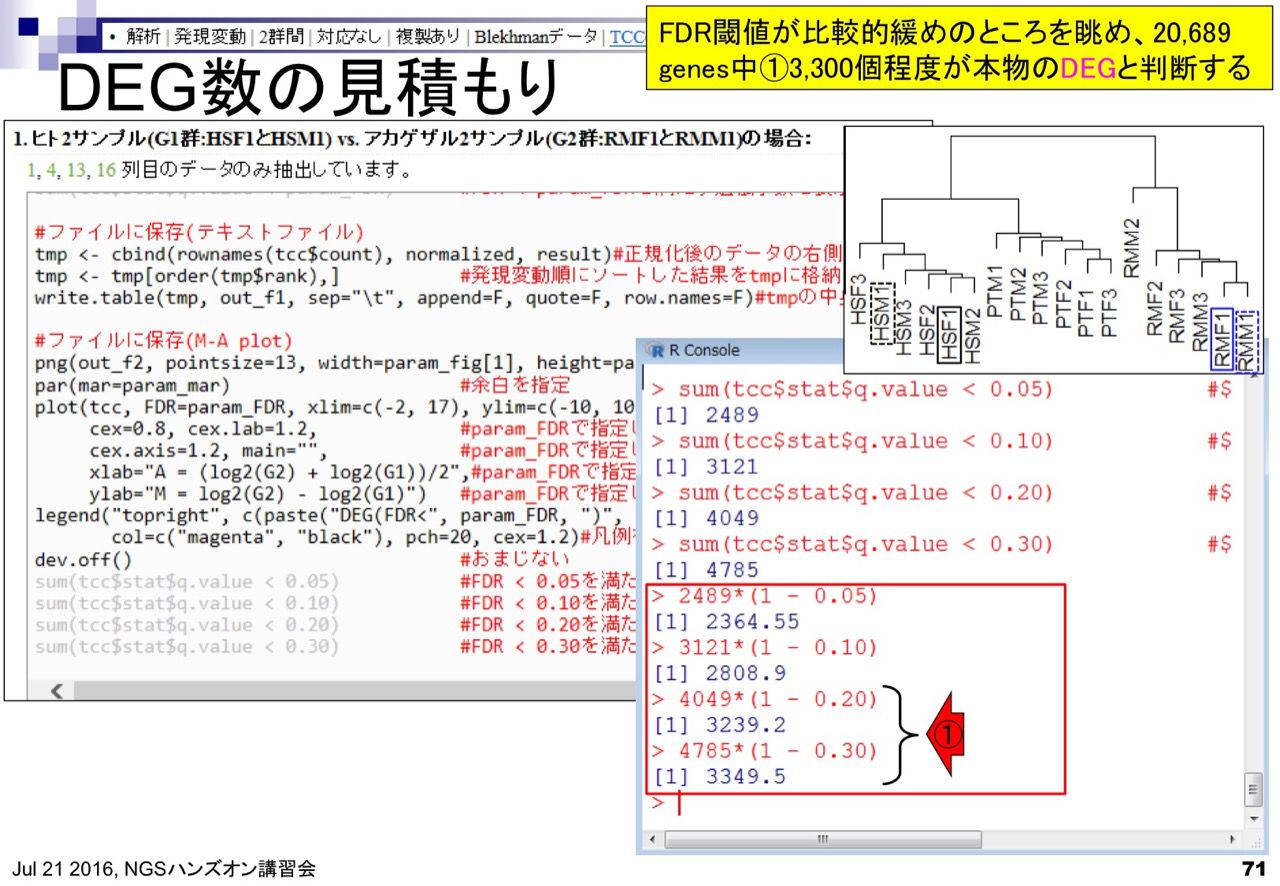 • 解析 | 発現変動 | 2群間 | 対応なし | 複製あり | Blekhmanデータ | TCC
FDR閾値が比較的緩めのところを眺め、20,689
genes中①3,300個程度が本物のDEGと判断する
DEG数の見積もり
1. ヒト2サンプル(G1群:HSF1とHSM1) vs. アカゲザル2サンプル(G2群:RMF1とRMM1)の場合:
1, 4, 13, 16 列目のデータのみ抽出しています。
#ファイルに保存(テキストファイル)
tmp <- cbind(rownames(tcc$count), normalized, result)#正規化後のデータの右側
tmp <- tmp[order(tmp$rank),] #発現変動順にソートした結果をtmpに格納
write.table(tmp, out_f1, sep="\t", append=F, quote=F, row.names=F)#tmpの中
#ファイルに保存(M-A plot)
png(out_f2, pointsize=13, width=param_fig[1], height=pa
par(mar=param_mar) #余白を指定
plot(tcc, FDR=param_FDR, xlim=c(-2, 17), ylim=c(-10, 10
cex=0.8, cex.lab=1.2, #param_FDRで指定し
cex.axis=1.2, main="", #param_FDRで指定し
xlab="A = (log2(G2) + log2(G1))/2",#param_FDRで指定
ylab="M = log2(G2) - log2(G1)") #param_FDRで指定し
legend("topright", c(paste("DEG(FDR<", param_FDR, ")",
col=c("magenta", "black"), pch=20, cex=1.2)#凡例
dev.off() #おまじない
sum(tcc$stat$q.value < 0.05) #FDR < 0.05を満た
sum(tcc$stat$q.value < 0.10) #FDR < 0.10を満た
sum(tcc$stat$q.value < 0.20) #FDR < 0.20を満た
sum(tcc$stat$q.value < 0.30) #FDR < 0.30を満た
HSF3
HSM1
HSM3
HSF2
HSF1
HSM2
PTM1
PTM2
PTM3
PTF2
PTF1
PTF3
RMM2
RMF2
RMF3
RMM3
RMF1
RMM1
R Console
> sum(tcc$stat$q.value < 0.05) #$
[1] 2489
> sum(tcc$stat$q.value < 0.10) #$
[1] 3121
> sum(tcc$stat$q.value < 0.20) #$
[1] 4049
> sum(tcc$stat$q.value < 0.30) #$
[1] 4785
> 2489*(1 - 0.05)
[1] 2364.55
> 3121*(1 - 0.10)
[1] 2808.9
> 4049*(1 - 0.20)
[1] 3239.2
> 4785*(1 - 0.30)
[1] 3349.5
>
①
Jul 21 2016, NGSハンズオン講習会
71